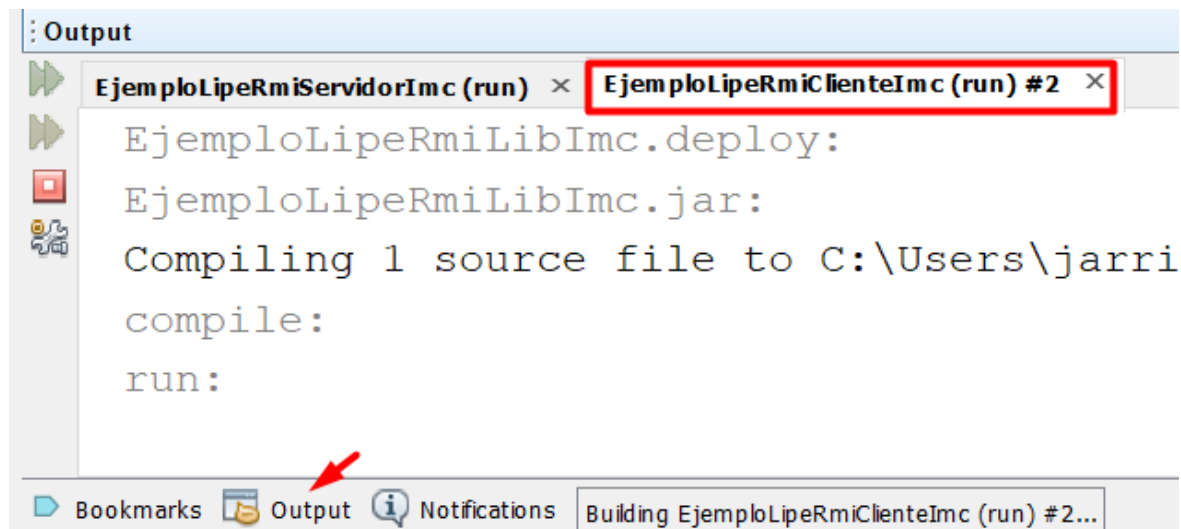 Output
EjemploLipeRmiServidorImc (run) × EjemploLipeRmiClienteImc (run) #2 ×
EjemploLipeRmiLibImc.deploy:
EjemploLipeRmiLibImc.jar:
Compiling 1 source file to C:\Users\jarri
compile:
run:
Bookmarks Output Notifications Building EjemploLipeRmiClienteImc (run) #2...